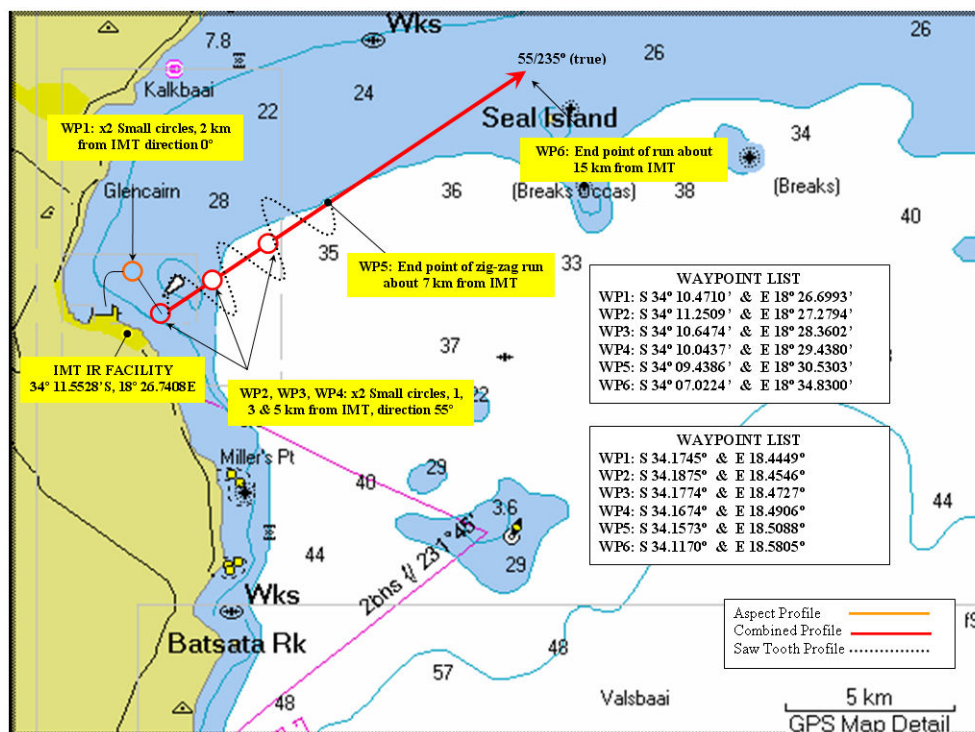 Wks
7.8
26
26
55/235° (true)
Kalkbaai
24
Seal Island
22
34
WP1: x2 Small circles, 2 km
from IMT direction 0°
WP6: End point of run about
15 km from IMT
Glencairn
28
36
(Breaks Occas)
38
(Breaks)
40
35
33
WP5: End point of zig-zag run
about 7 km from IMT
WAYPOINT LIST
WP1: S 34° 10.4710' & E 18° 26.6993'
WP2: S 34° 11.2509' & E 18° 27.2794'
WP3: S 34° 10.6474' & E 18° 28.3602'
WP4: S 34° 10.0437' & E 18° 29.4380'
WP5: S 34° 09.4386' & E 18° 30.5303'
WP6: S 34° 07.0224' & E 18° 34.8300'
37
IMT IR FACILITY
34° 11.5528'S, 18° 26.7408E
WP2, WP3, WP4: x2 Small circles, 1,
3 & 5 km from IMT, direction 55°
22
WAYPOINT LIST
WP1: S 34.1745° & E 18.4449°
WP2: S 34.1875° & E 18.4546°
WP3: S 34.1774° & E 18.4727°
WP4: S 34.1674° & E 18.4906°
WP5: S 34.1573° & E 18.5088°
WP6: S 34.1170° & E 18.5805°
Miller's Pt
40
29
3.6
44
2bns # 231° 45'
44
29
Wks
Batsata Rk
48
57
48
Aspect Profile
Combined Profile
Saw Tooth Profile
Valsbaai
5 km
GPS Map Detail